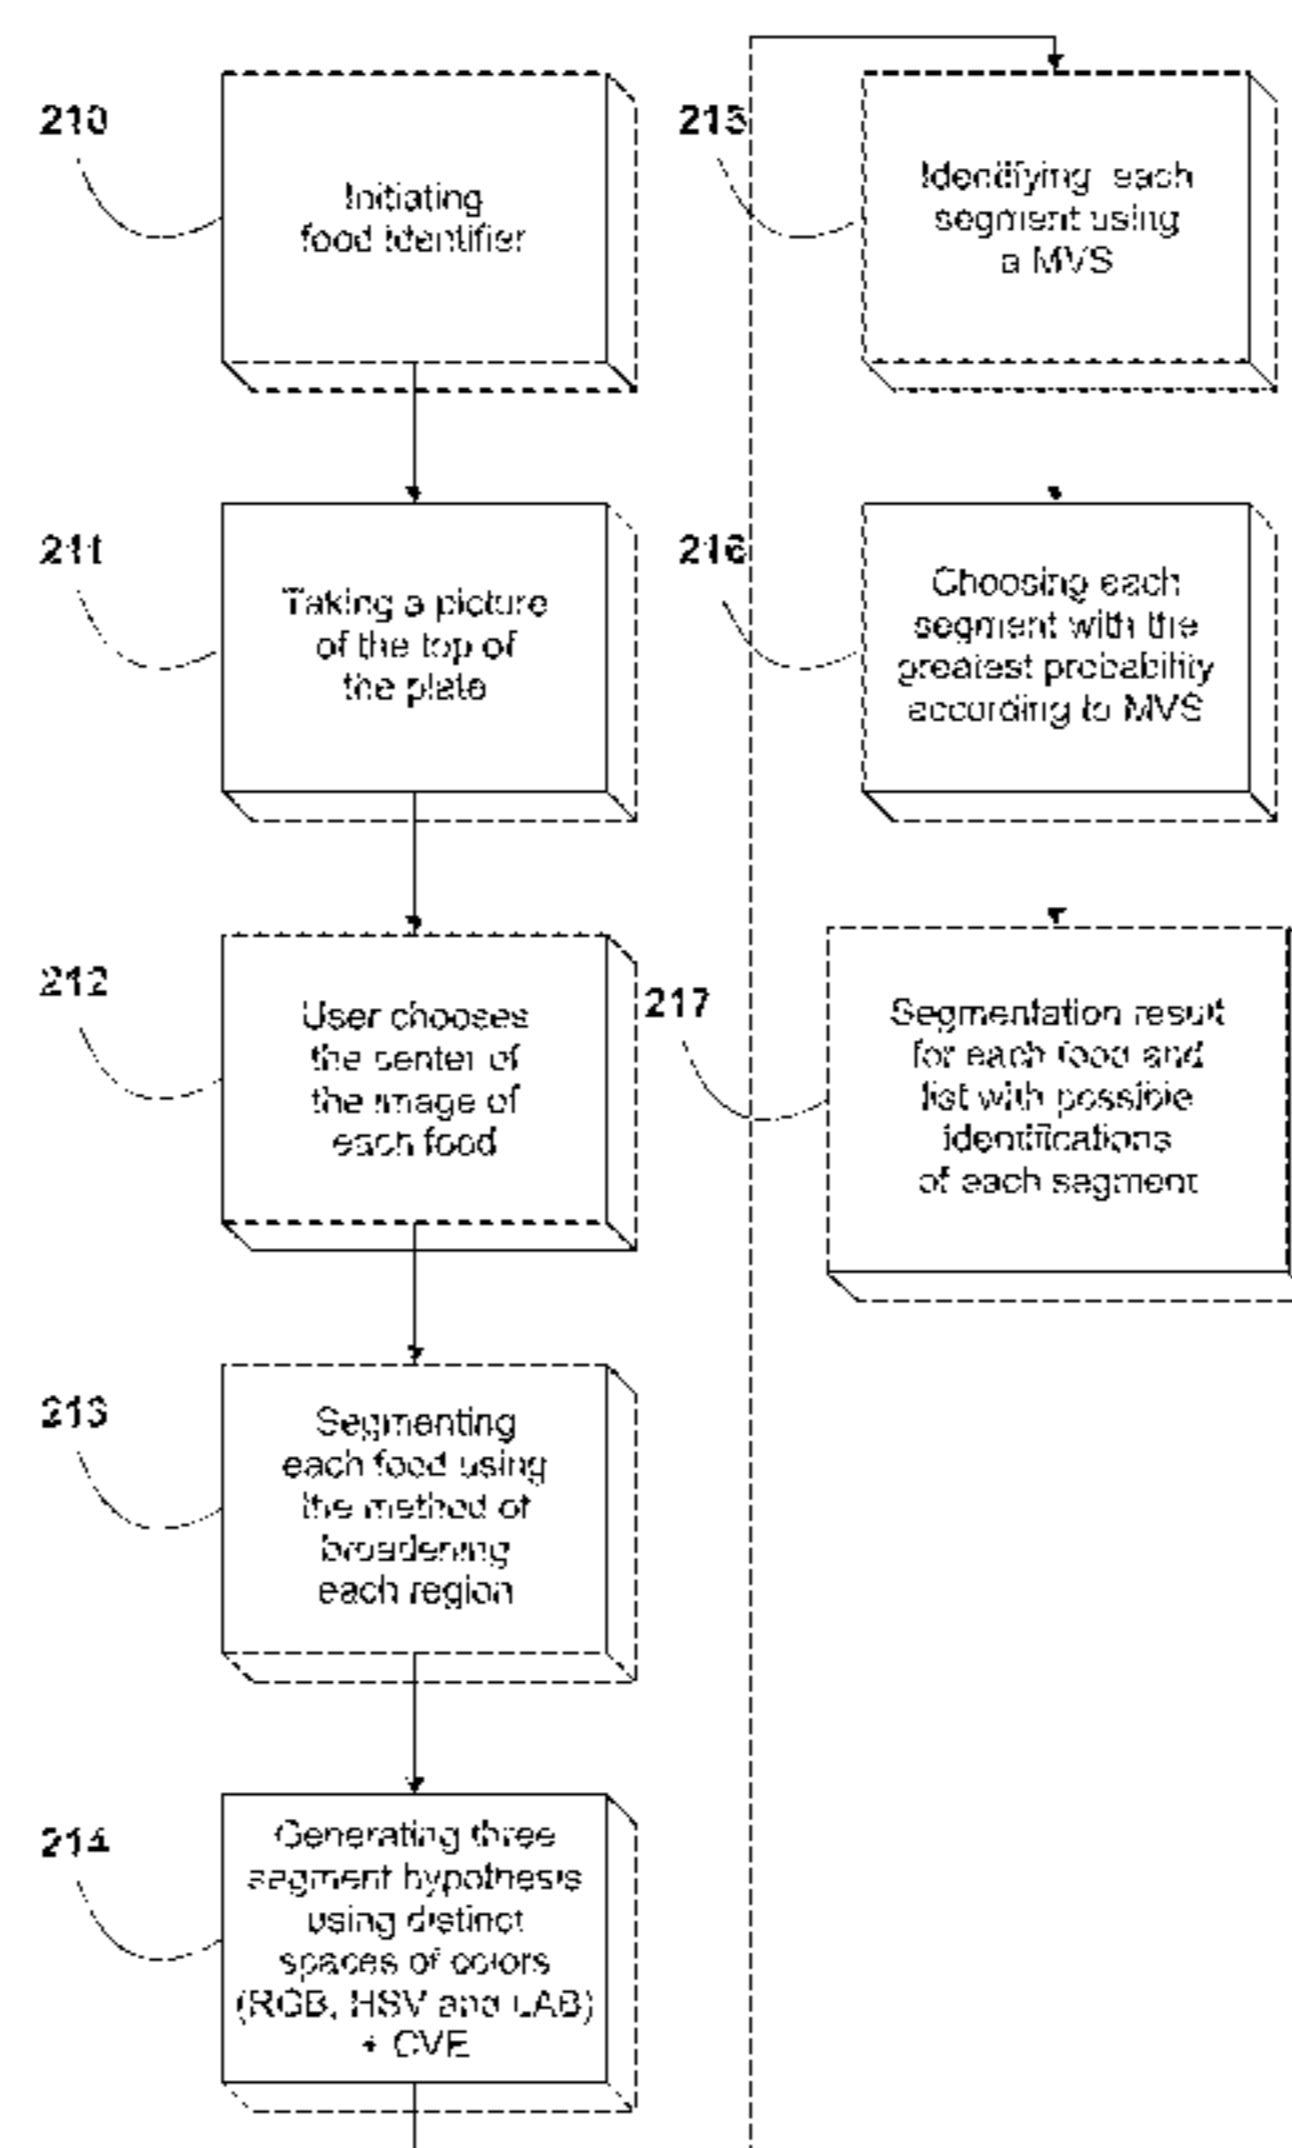 210
Initiating
food identifier
211
Taking a picture
of the top of
the plate
212
User chooses
the center of
the image of
each food
213
Segmenting
each food using
the method of
broadening
each region
214
Generating three
segment hypothesis
using distinct
spaces of colors
(RGB, HSV and LAB)
+ CVE
215
Identifying each
segment using
a MVS
216
Choosing each
segment with the
greatest probability
according to MVS
217
Segmentation result
for each food and
list with possible
identifications
of each segment